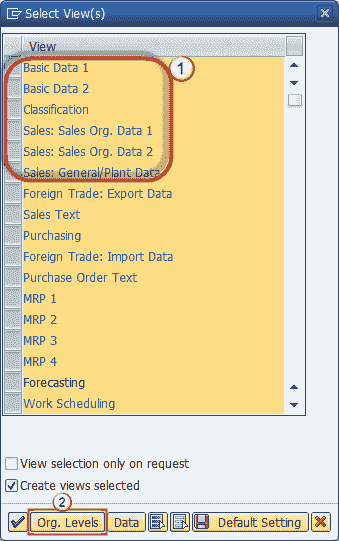 Select View(s)
View
Basic Data 1
1
Basic Data 2
Classification
Sales: Sales Org. Data 1
Sales: Sales Org. Data 2
Sales: General/Plant Data
Foreign Trade: Export Data
Sales Text
Purchasing
Foreign Trade: Import Data
Purchase Order Text
MRP 1
MRP 2
MRP 3
MRP 4
Forecasting
Work Scheduling
View selection only on request
Create views selected
2
Org. Levels Data Default Setting